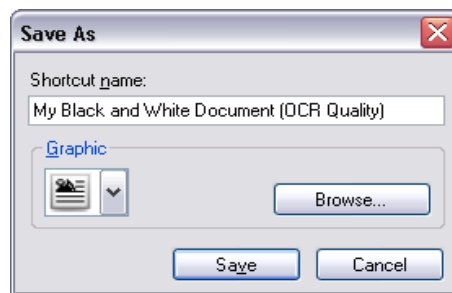 Save As
Shortcut name:
My Black and White Document (OCR Quality)
Graphic
Browse...
Save
Cancel